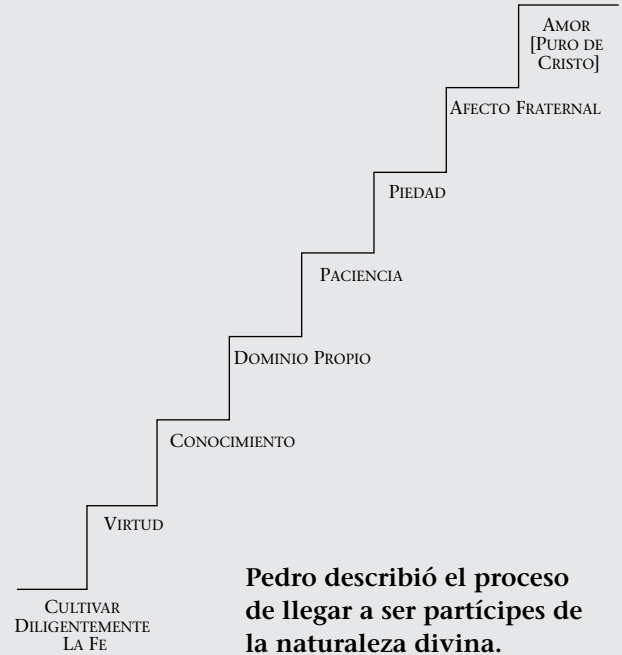 AMOR
[PURO DE
CRISTO]
AFECTO FRATERNAL
PIEDAD
PACIENCIA
DOMINIO PROPIO
CONOCIMIENTO
VIRTUD
CULTIVAR
DILIGENTEMENTE
LA FE
Pedro describió el proceso
de llegar a ser partícipes de
la naturaleza divina.